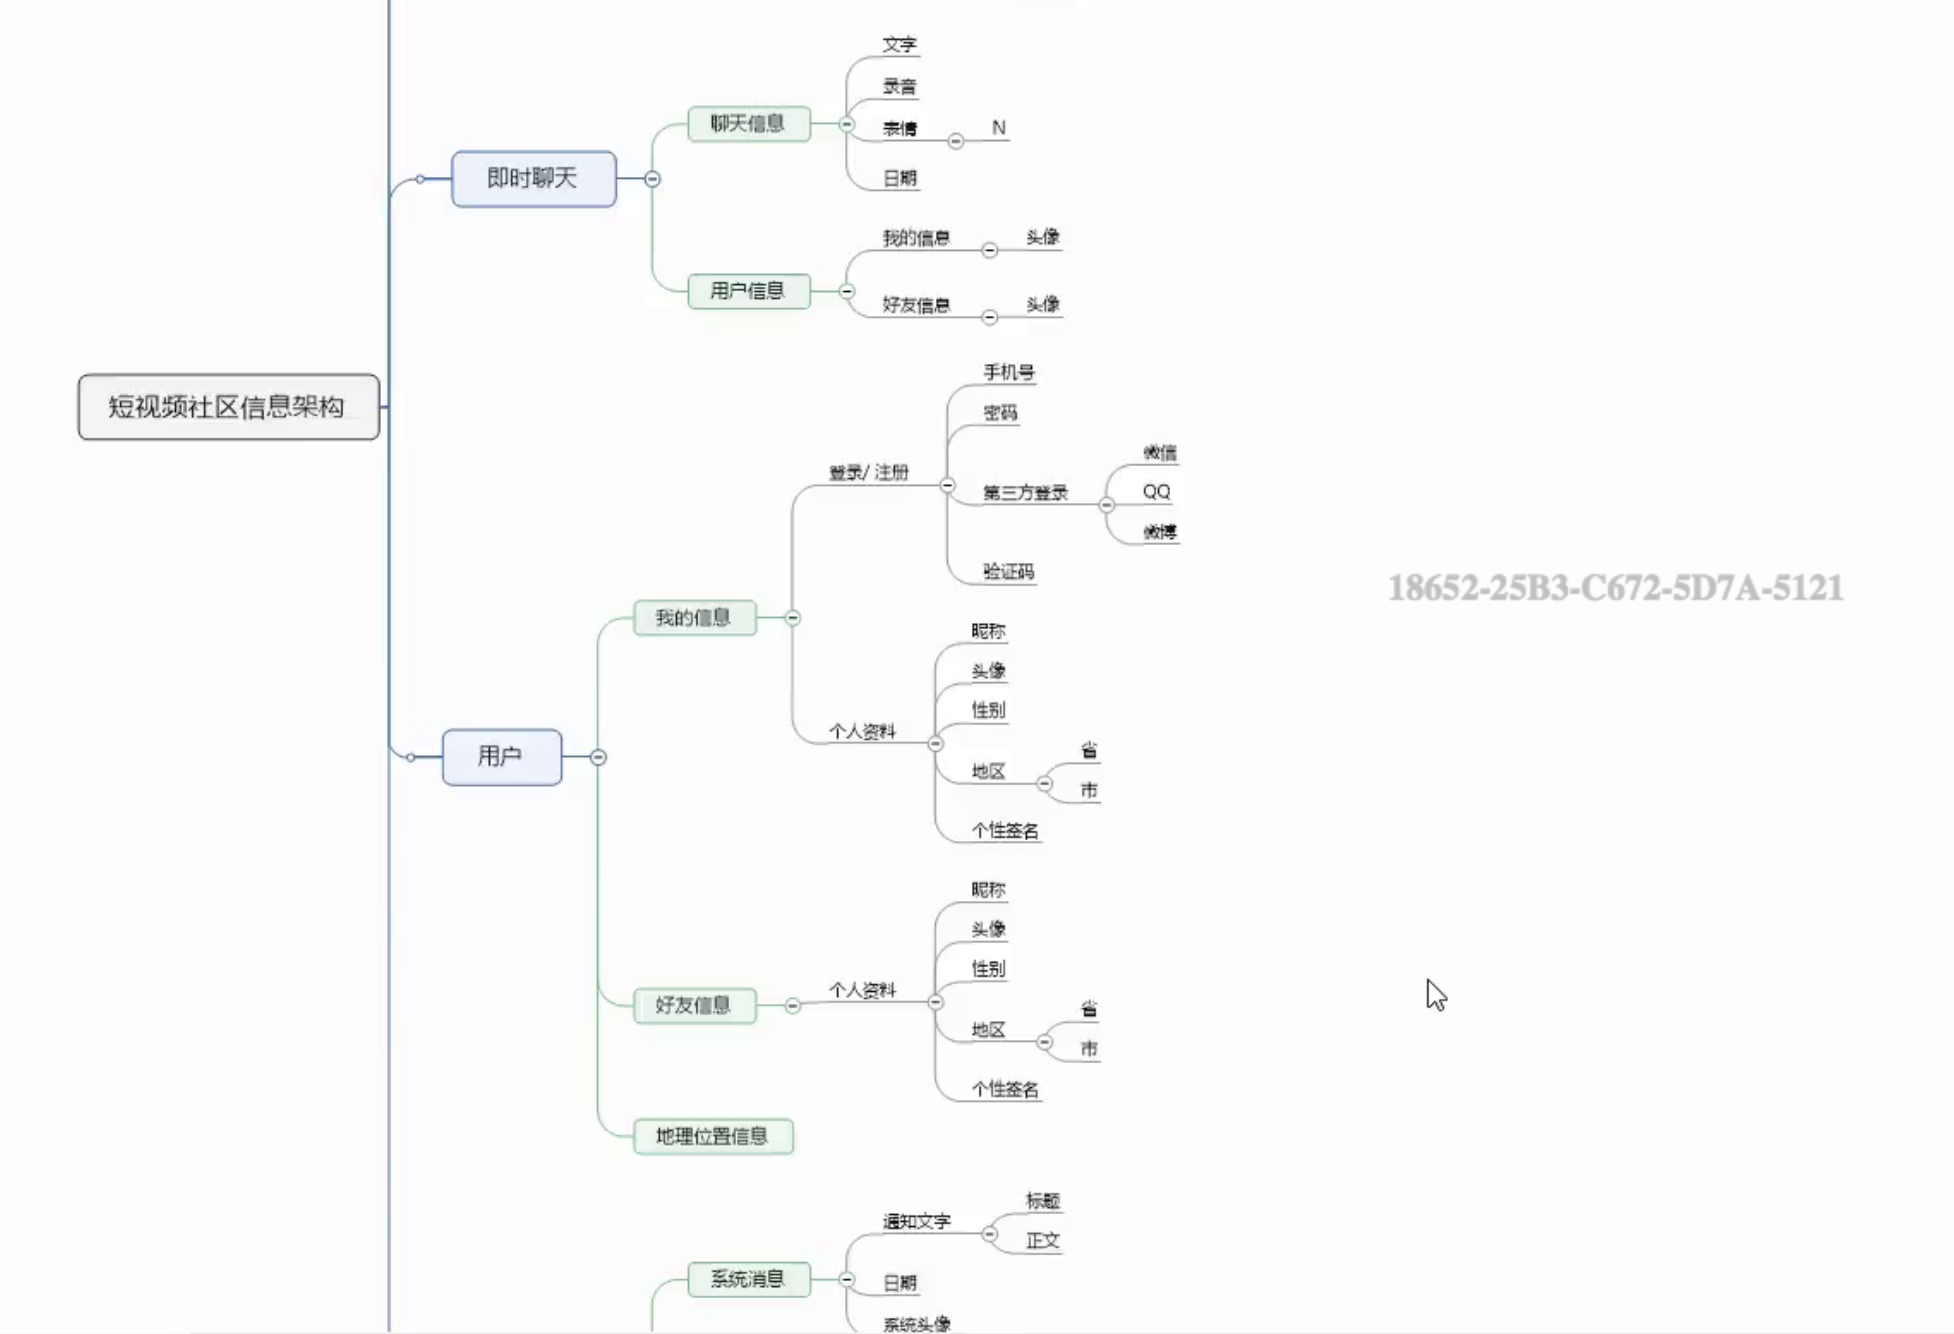 短视频社区信息架构
即时聊天
聊天信息
文字
录音
表情
N
日期
用户信息
我的信息
头像
好友信息
头像
用户
我的信息
登录/ 注册
手机号
密码
第三方登录
微信
QQ
微博
验证码
个人资料
昵称
头像
性别
地区
省
市
个性签名
好友信息
个人资料
昵称
头像
性别
地区
省
市
个性签名
地理位置信息
系统消息
通知文字
标题
正文
日期
系统头像
18652-25B3-C672-5D7A-5121